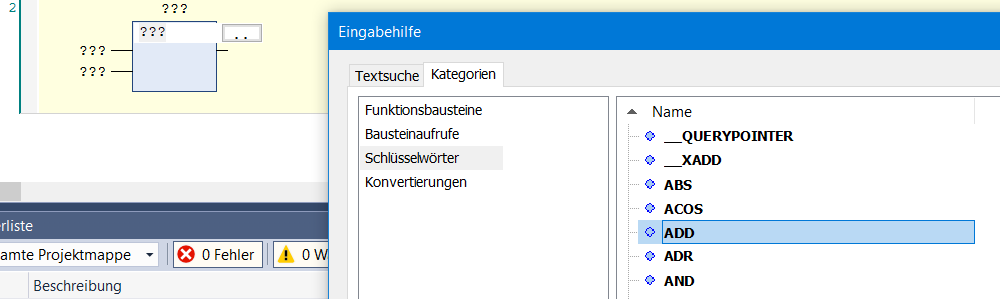 2
???
???
..
???
???
erliste
amte Projektmappe
0 Fehler
0 W
Beschreibung
Eingabehilfe
Textsuche
Kategorien
Funktionsbausteine
Bausteinaufrufe
Schlüsselwörter
Konvertierungen
Name
__QUERYPOINTER
__XADD
ABS
ACOS
ADD
ADR
AND